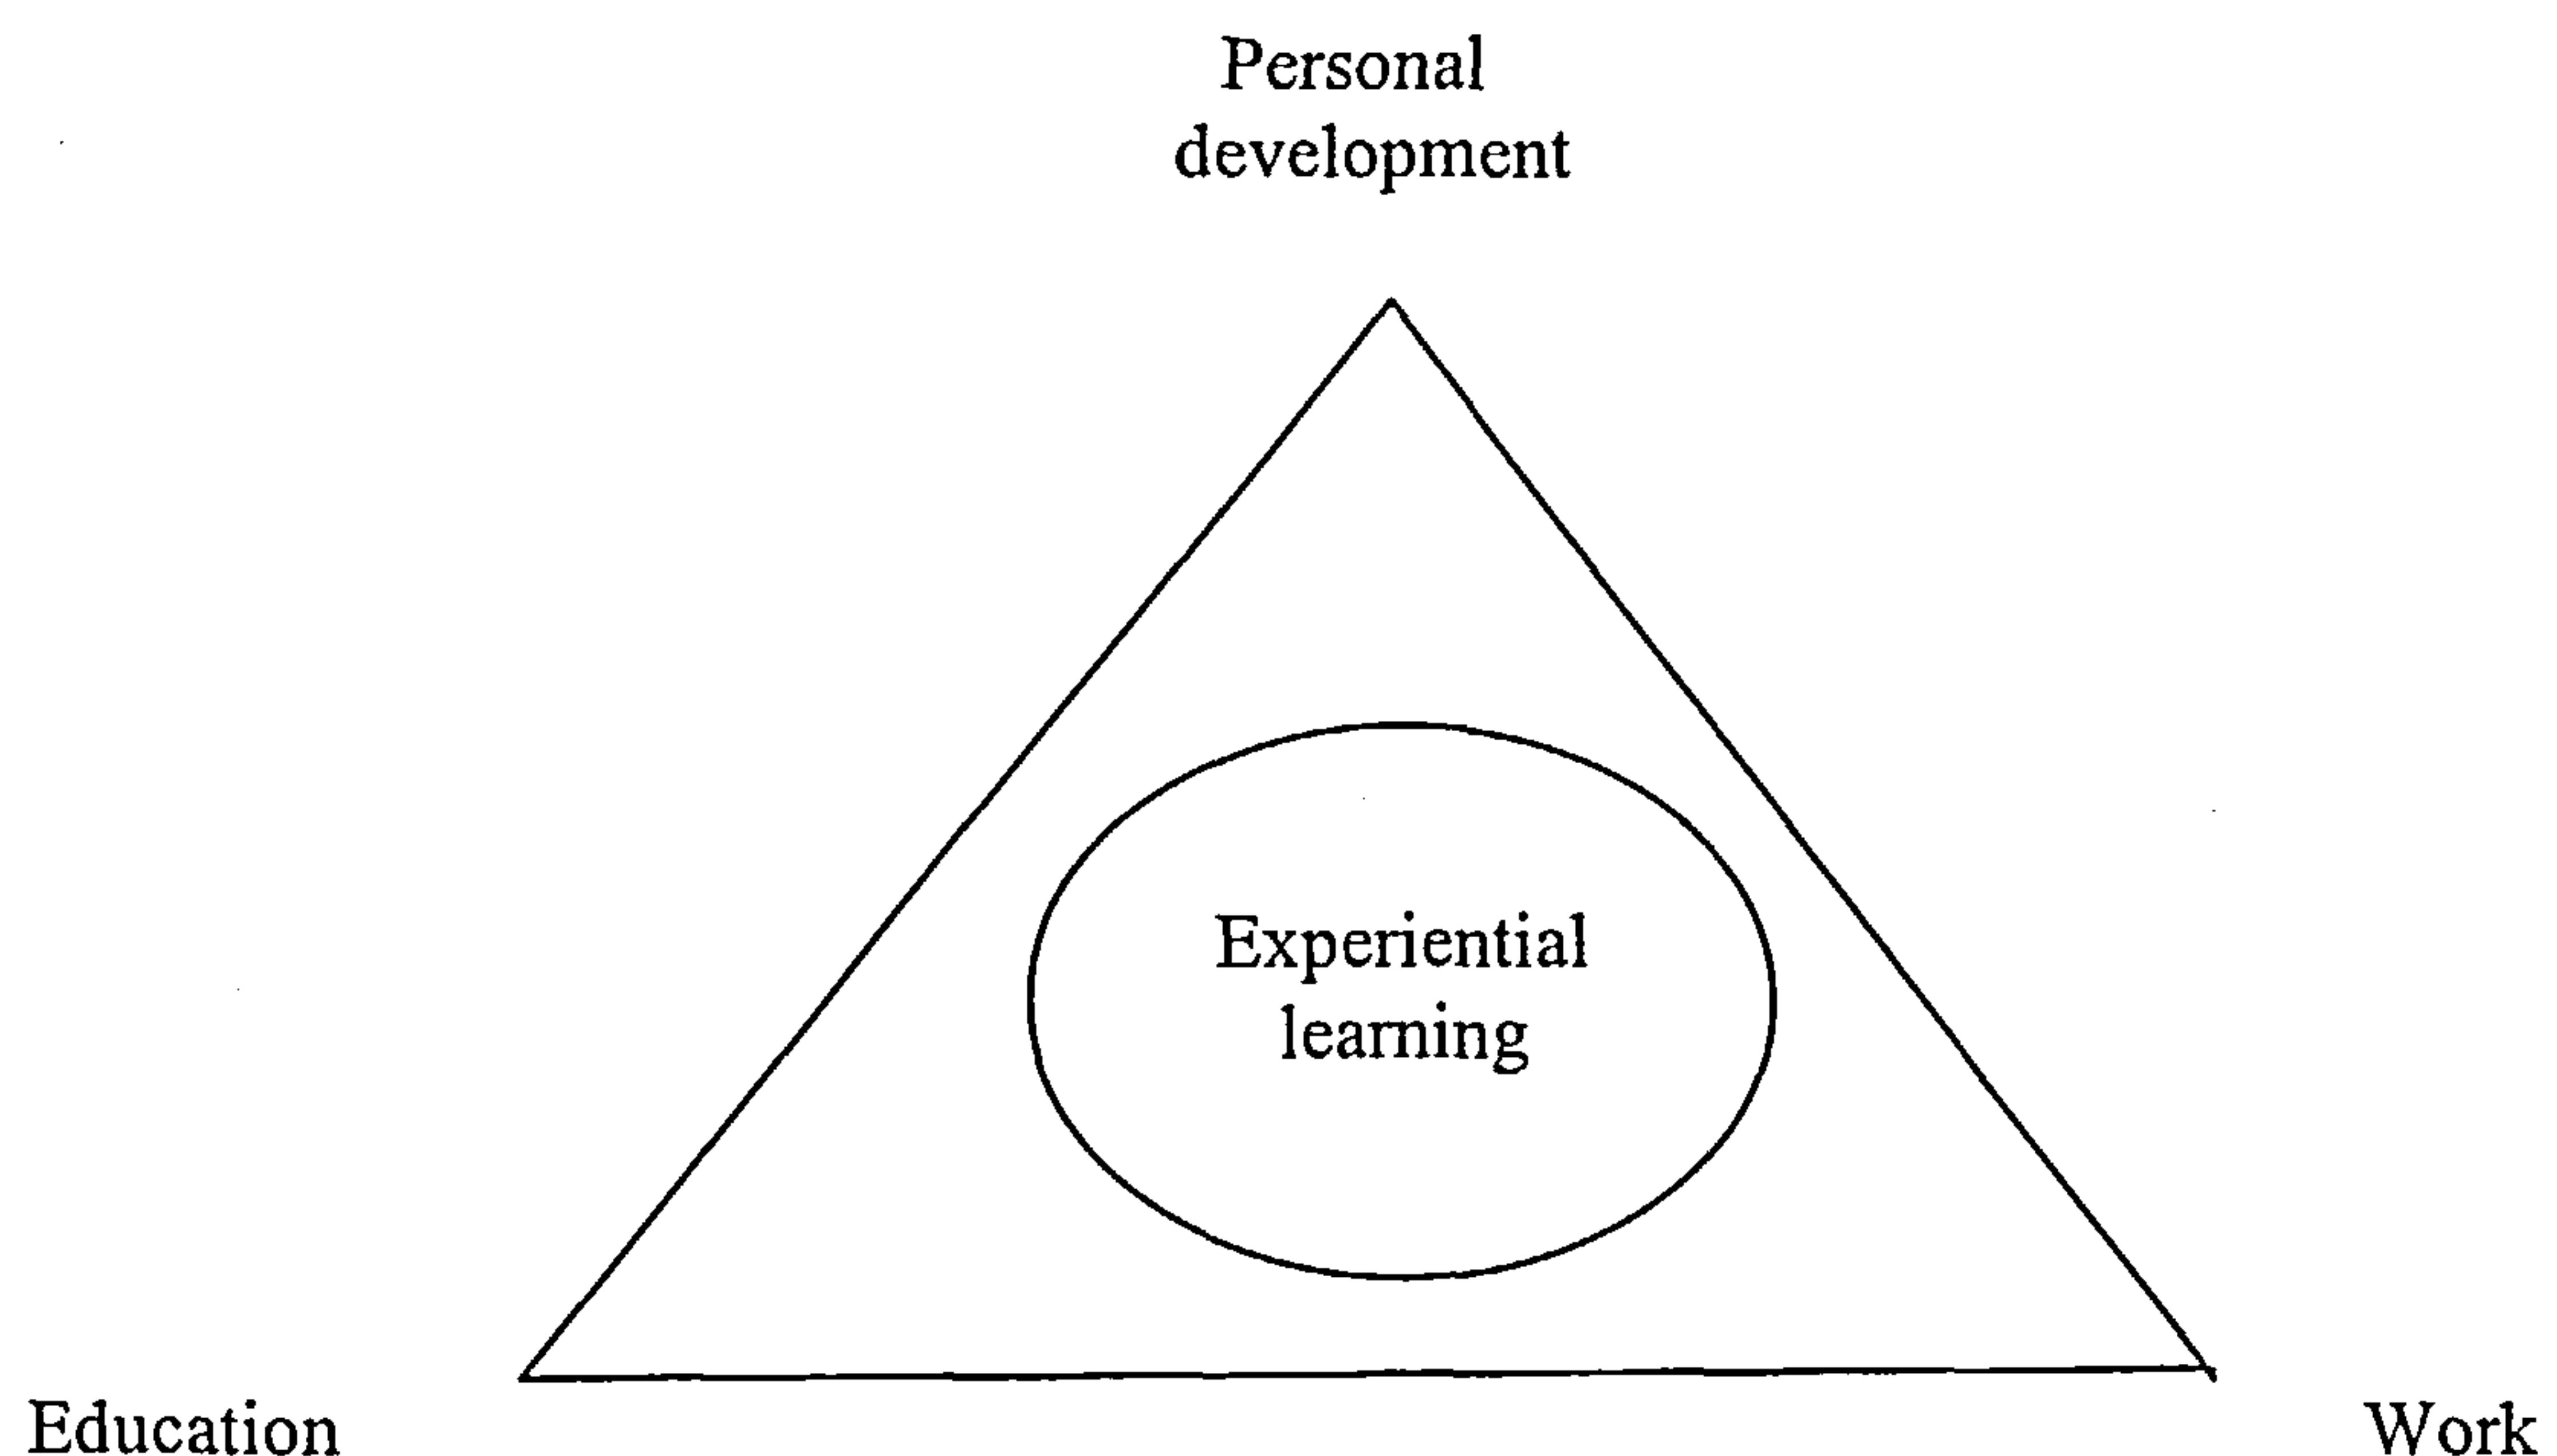 Personal
development
Experiential
learning
Education
Work